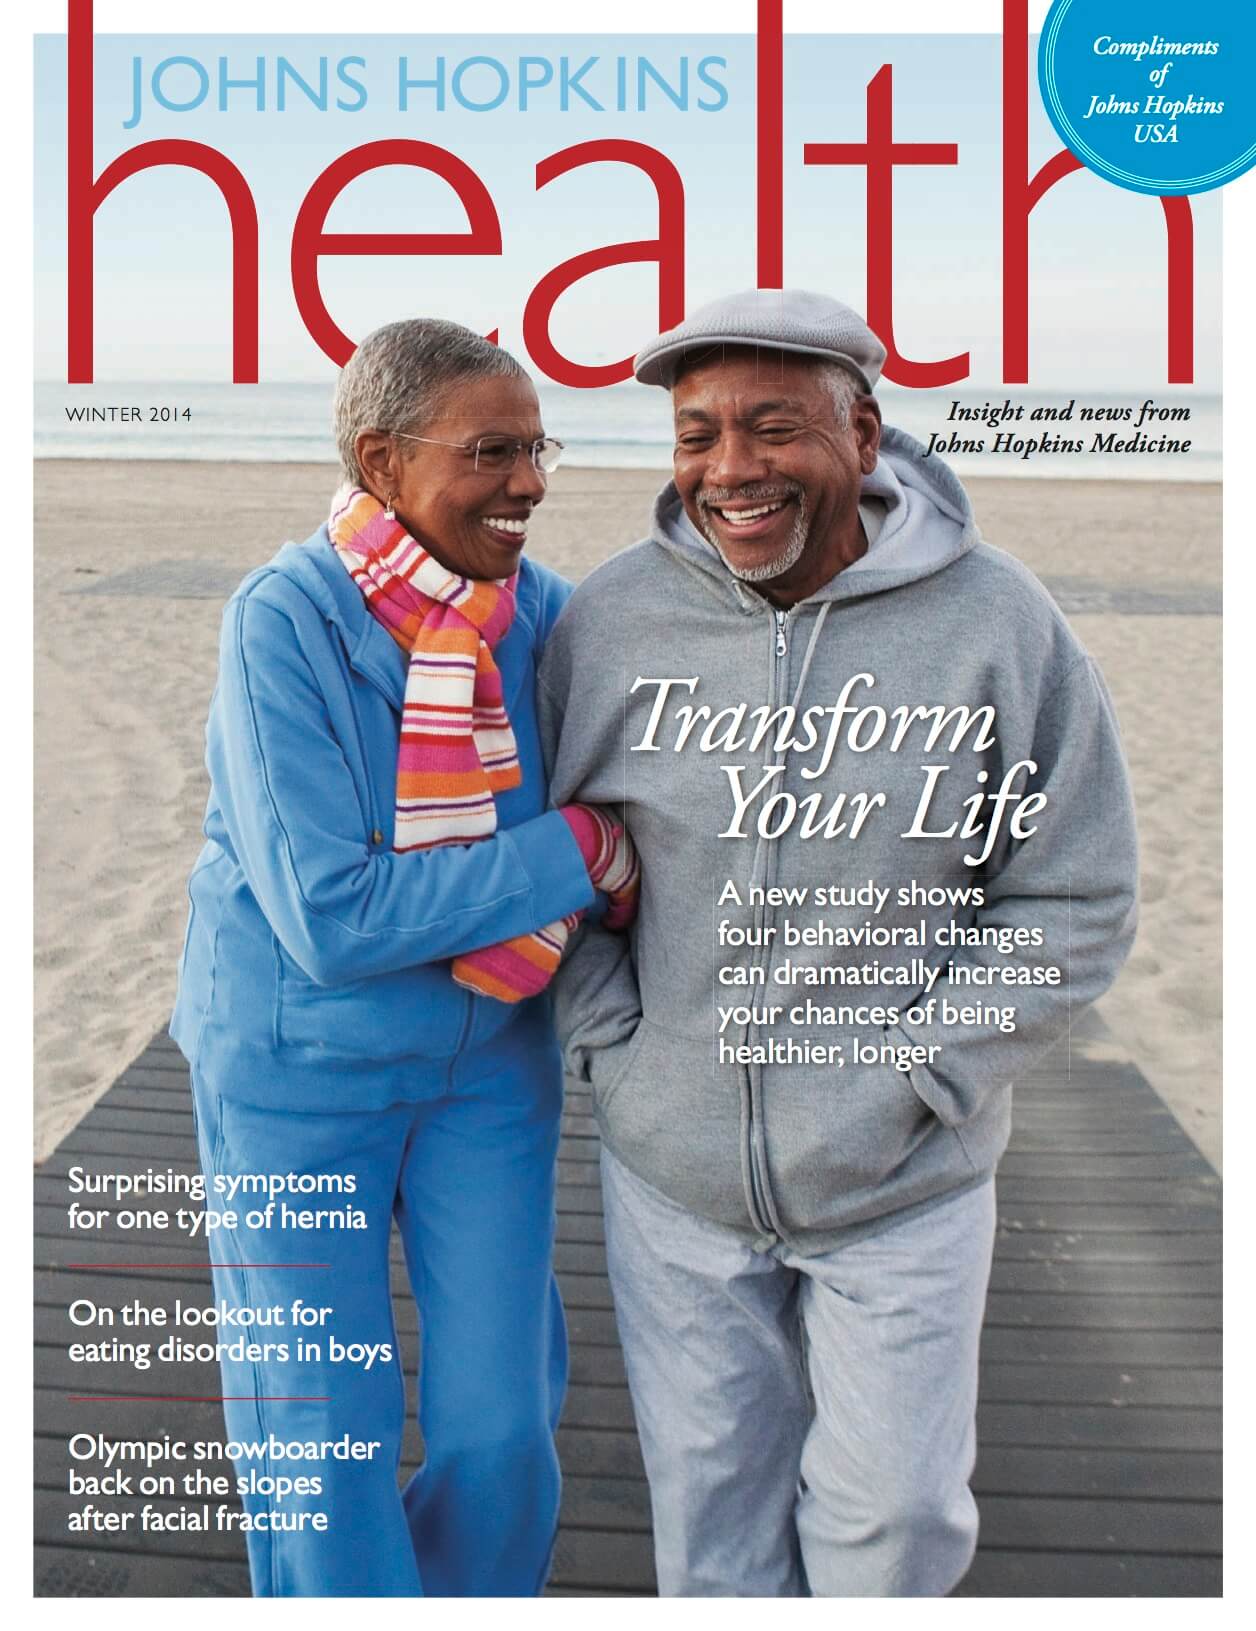 JOHNS HOPKINS
health
Compliments
of
Johns Hopkins
USA
WINTER 2014
Insight and news from
Johns Hopkins Medicine
Transform
Your Life
A new study shows
four behavioral changes
can dramatically increase
your chances of being
healthier, longer
Surprising symptoms
for one type of hernia
On the lookout for
eating disorders in boys
Olympic snowboarder
back on the slopes
after facial fracture